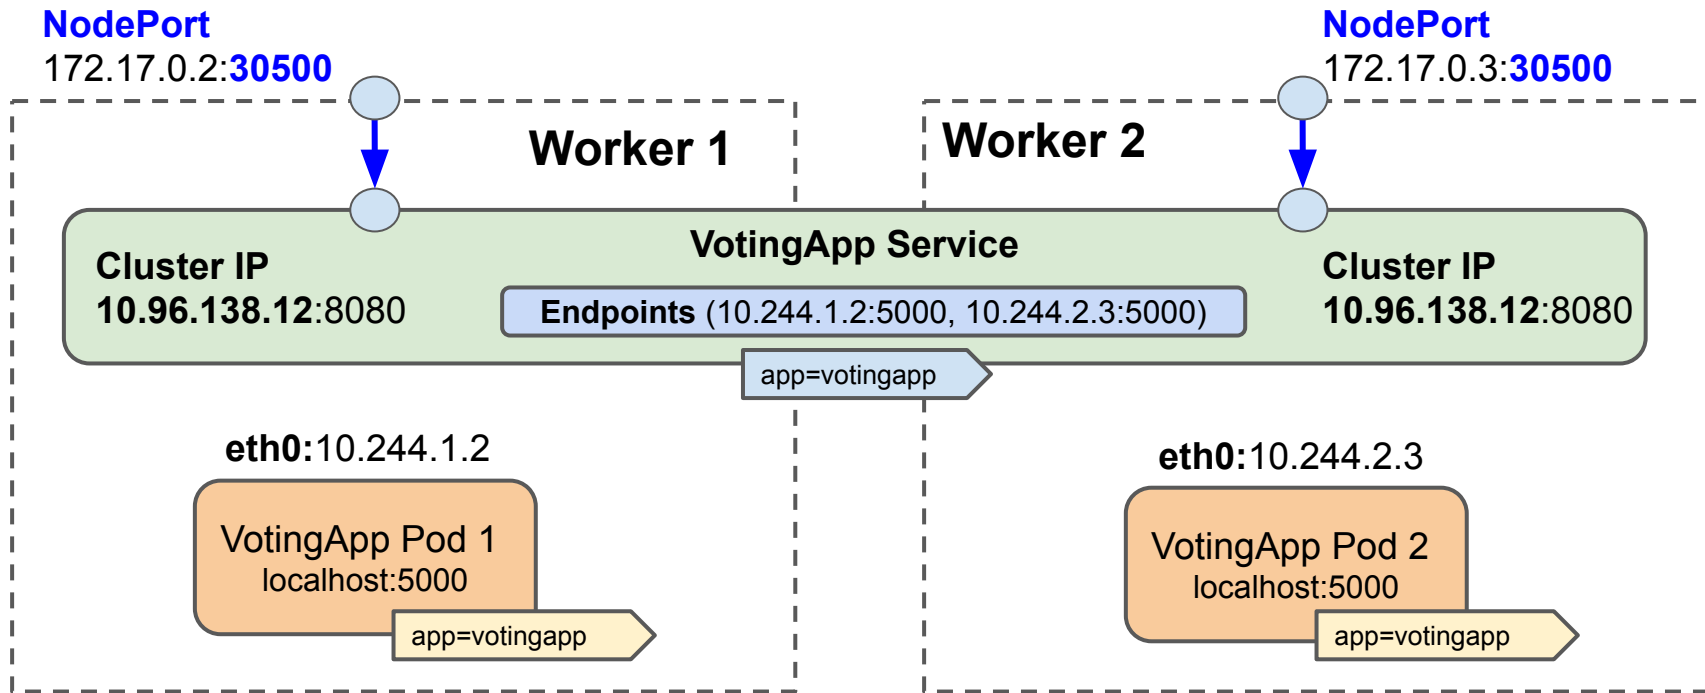 NodePort
172.17.0.2:30500
NodePort
172.17.0.3:30500
Worker 1
Worker 2
VotingApp Service
Cluster IP
10.96.138.12:8080
Endpoints (10.244.1.2:5000, 10.244.2.3:5000)
Cluster IP
10.96.138.12:8080
app=votingapp
eth0:10.244.1.2
VotingApp Pod 1
localhost:5000
app=votingapp
eth0:10.244.2.3
VotingApp Pod 2
localhost:5000
app=votingapp